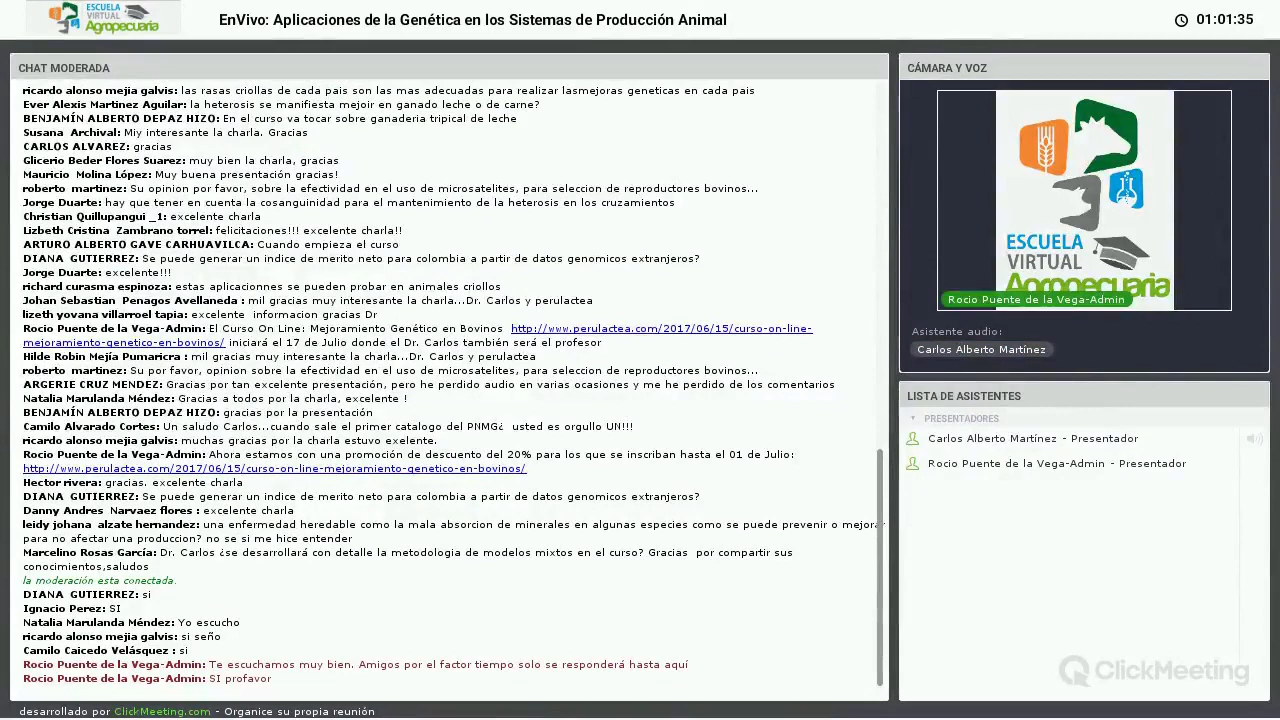 ESCUELA
VIRTUAL
Agropecuaria
EnVivo: Aplicaciones de la Genética en los Sistemas de Producción Animal
01:01:35
CHAT MODERADA
ricardo alonso mejia galvis: las rasas criollas de cada pais son las mas adecuadas para realizar lasmejoras geneticas en cada pais
Ever Alexis Martinez Aguilar: la heterosis se manifiesta mejoir en ganado leche o de carne?
BENJAMÍN ALBERTO DEPAZ HIZO: En el curso va tocar sobre ganaderia tripical de leche
Susana Archival: Miy interesante la charla. Gracias
CARLOS ALVAREZ: gracias
Glicerio Beder Flores Suarez: muy bien la charla, gracias
Mauricio Molina López: Muy buena presentación gracias!
roberto martinez: Su opinion por favor, sobre la efectividad en el uso de microsatelites, para seleccion de reproductores bovinos...
Jorge Duarte: hay que tener en cuenta la cosanguinidad para el mantenimiento de la heterosis en los cruzamientos
Christian Quillupangui _1: excelente charla
Lizbeth Cristina Zambrano torrel: felicitaciones!!! excelente charla!!
ARTURO ALBERTO GAVE CARHUAVILCA: Cuando empieza el curso
DIANA GUTIERREZ: Se puede generar un indice de merito neto para colombia a partir de datos genomicos extranjeros?
Jorge Duarte: excelente!!!
richard curasma espinoza: estas aplicacionnes se pueden probar en animales criollos
Johan Sebastian Penagos Avellaneda : mil gracias muy interesante la charla...Dr. Carlos y perulactea
lizeth yovana villarroel tapia: excelente informacion gracias Dr
Rocio Puente de la Vega-Admin: El Curso On Line: Mejoramiento Genético en Bovinos http://www.perulactea.com/2017/06/15/curso-on-line-
mejoramiento-genetico-en-bovinos/ iniciará el 17 de Julio donde el Dr. Carlos también será el profesor
Hilde Robin Mejía Pumaricra : mil gracias muy interesante la charla...Dr. Carlos y perulactea
roberto martinez: Su por favor, opinion sobre la efectividad en el uso de microsatelites, para seleccion de reproductores bovinos...
ARGERIE CRUZ MENDEZ: Gracias por tan excelente presentación, pero he perdido audio en varias ocasiones y me he perdido de los comentarios
Natalia Marulanda Méndez: Gracias a todos por la charla, excelente !
BENJAMÍN ALBERTO DEPAZ HIZO: gracias por la presentación
Camilo Alvarado Cortes: Un saludo Carlos...cuando sale el primer catalogo del PNMG¿ usted es orgullo UN!!!
ricardo alonso mejia galvis: muchas gracias por la charla estuvo exelente.
Rocio Puente de la Vega-Admin: Ahora estamos con una promoción de descuento del 20% para los que se inscriban hasta el 01 de Julio:
http://www.perulactea.com/2017/06/15/curso-on-line-mejoramiento-genetico-en-bovinos/
Hector rivera: gracias. excelente charla
DIANA GUTIERREZ: Se puede generar un indice de merito neto para colombia a partir de datos genomicos extranjeros?
Danny Andres Narvaez flores : excelente charla
leidy johana alzate hernandez: una enfermedad heredable como la mala absorcion de minerales en algunas especies como se puede prevenir o mejorar
para no afectar una produccion? no se si me hice entender
Marcelino Rosas García: Dr. Carlos ¿se desarrollará con detalle la metodologia de modelos mixtos en el curso? Gracias por compartir sus
conocimientos,saludos
la moderación esta conectada.
DIANA GUTIERREZ: si
Ignacio Perez: SI
Natalia Marulanda Méndez: Yo escucho
ricardo alonso mejia galvis: si seño
Camilo Caicedo Velásquez : si
Rocio Puente de la Vega-Admin: Te escuchamos muy bien. Amigos por el factor tiempo solo se responderá hasta aquí
Rocio Puente de la Vega-Admin: SI profavor
CÁMARA Y VOZ
ESCUELA
VIRTUAL
Agropecuaria
Rocio Puente de la Vega-Admin
Asistente audio:
Carlos Alberto Martínez
LISTA DE ASISTENTES
PRESENTADORES
Carlos Alberto Martínez - Presentador
Rocio Puente de la Vega-Admin - Presentador
ClickMeeting
desarrollado por ClickMeeting.com - Organice su propia reunión